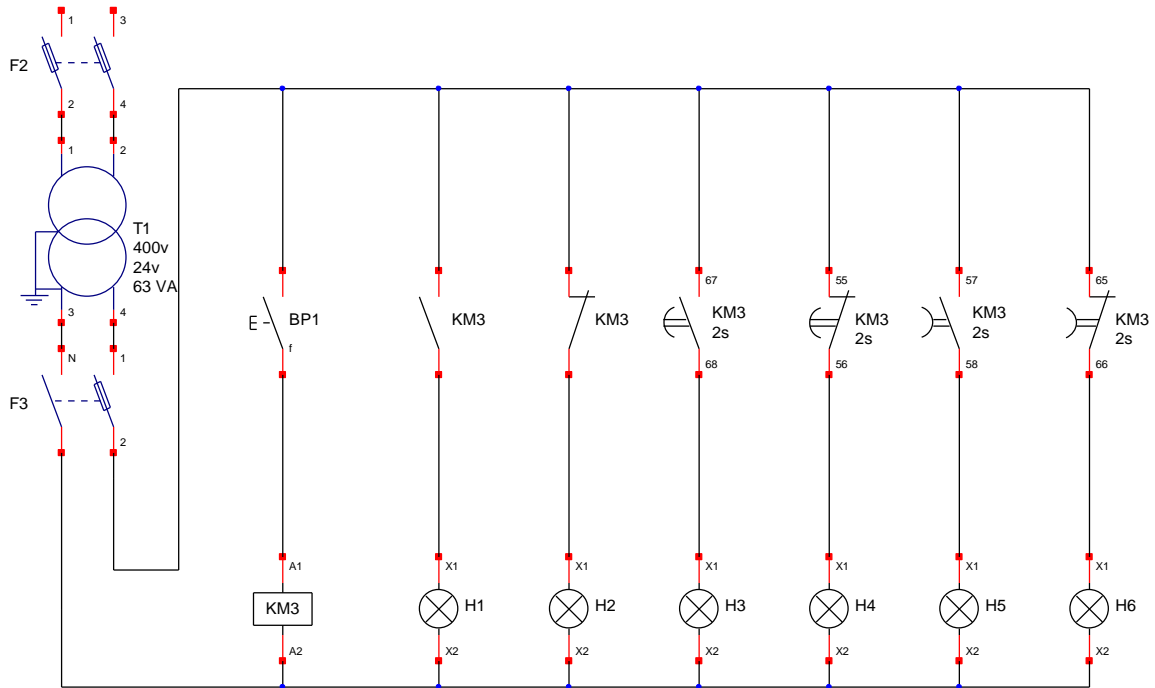 1 3
F2
2 4
1 2
T1
400v
24v
63 VA
3 4
N 1
F3
2
67 55 57 65
BP1 KM3 KM3 KM3 KM3 KM3 KM3
2s 2s 2s 2s
f
68 56 58 66
A1 X1 X1 X1 X1 X1 X1
KM3 H1 H2 H3 H4 H5 H6
A2 X2 X2 X2 X2 X2 X2